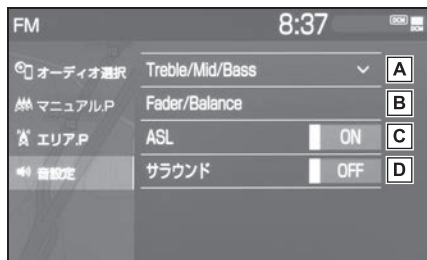 FM 8:37 DCM
オーディオ選択 Treble/Mid/Bass A
マニュアル.P Fader/Balance B
エリア.P ASL ON C
音設定 サラウンド OFF D